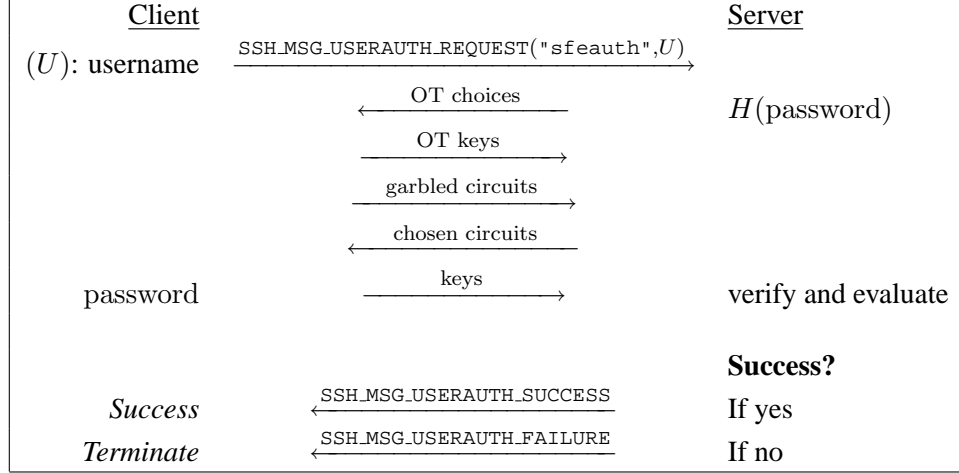 Client Server
SSH_MSG_USERAUTH_REQUEST("sfeauth",U)
(U): username
OT choices
H(password)
OT keys
garbled circuits
chosen circuits
keys
password verify and evaluate
Success?
SSH_MSG_USERAUTH_SUCCESS
Success If yes
SSH_MSG_USERAUTH_FAILURE
Terminate If no